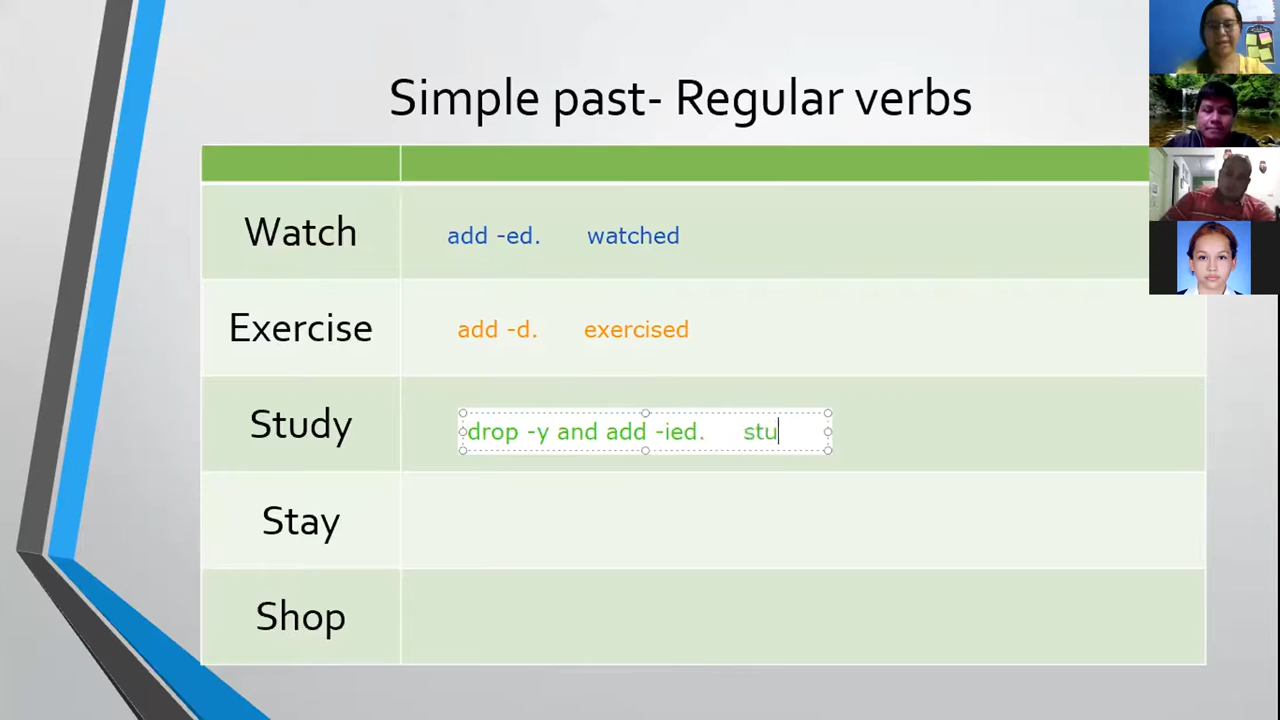 Simple past- Regular verbs
Watch add -ed. watched
Exercise add -d. exercised
Study drop -y and add -ied. stu
Stay
Shop